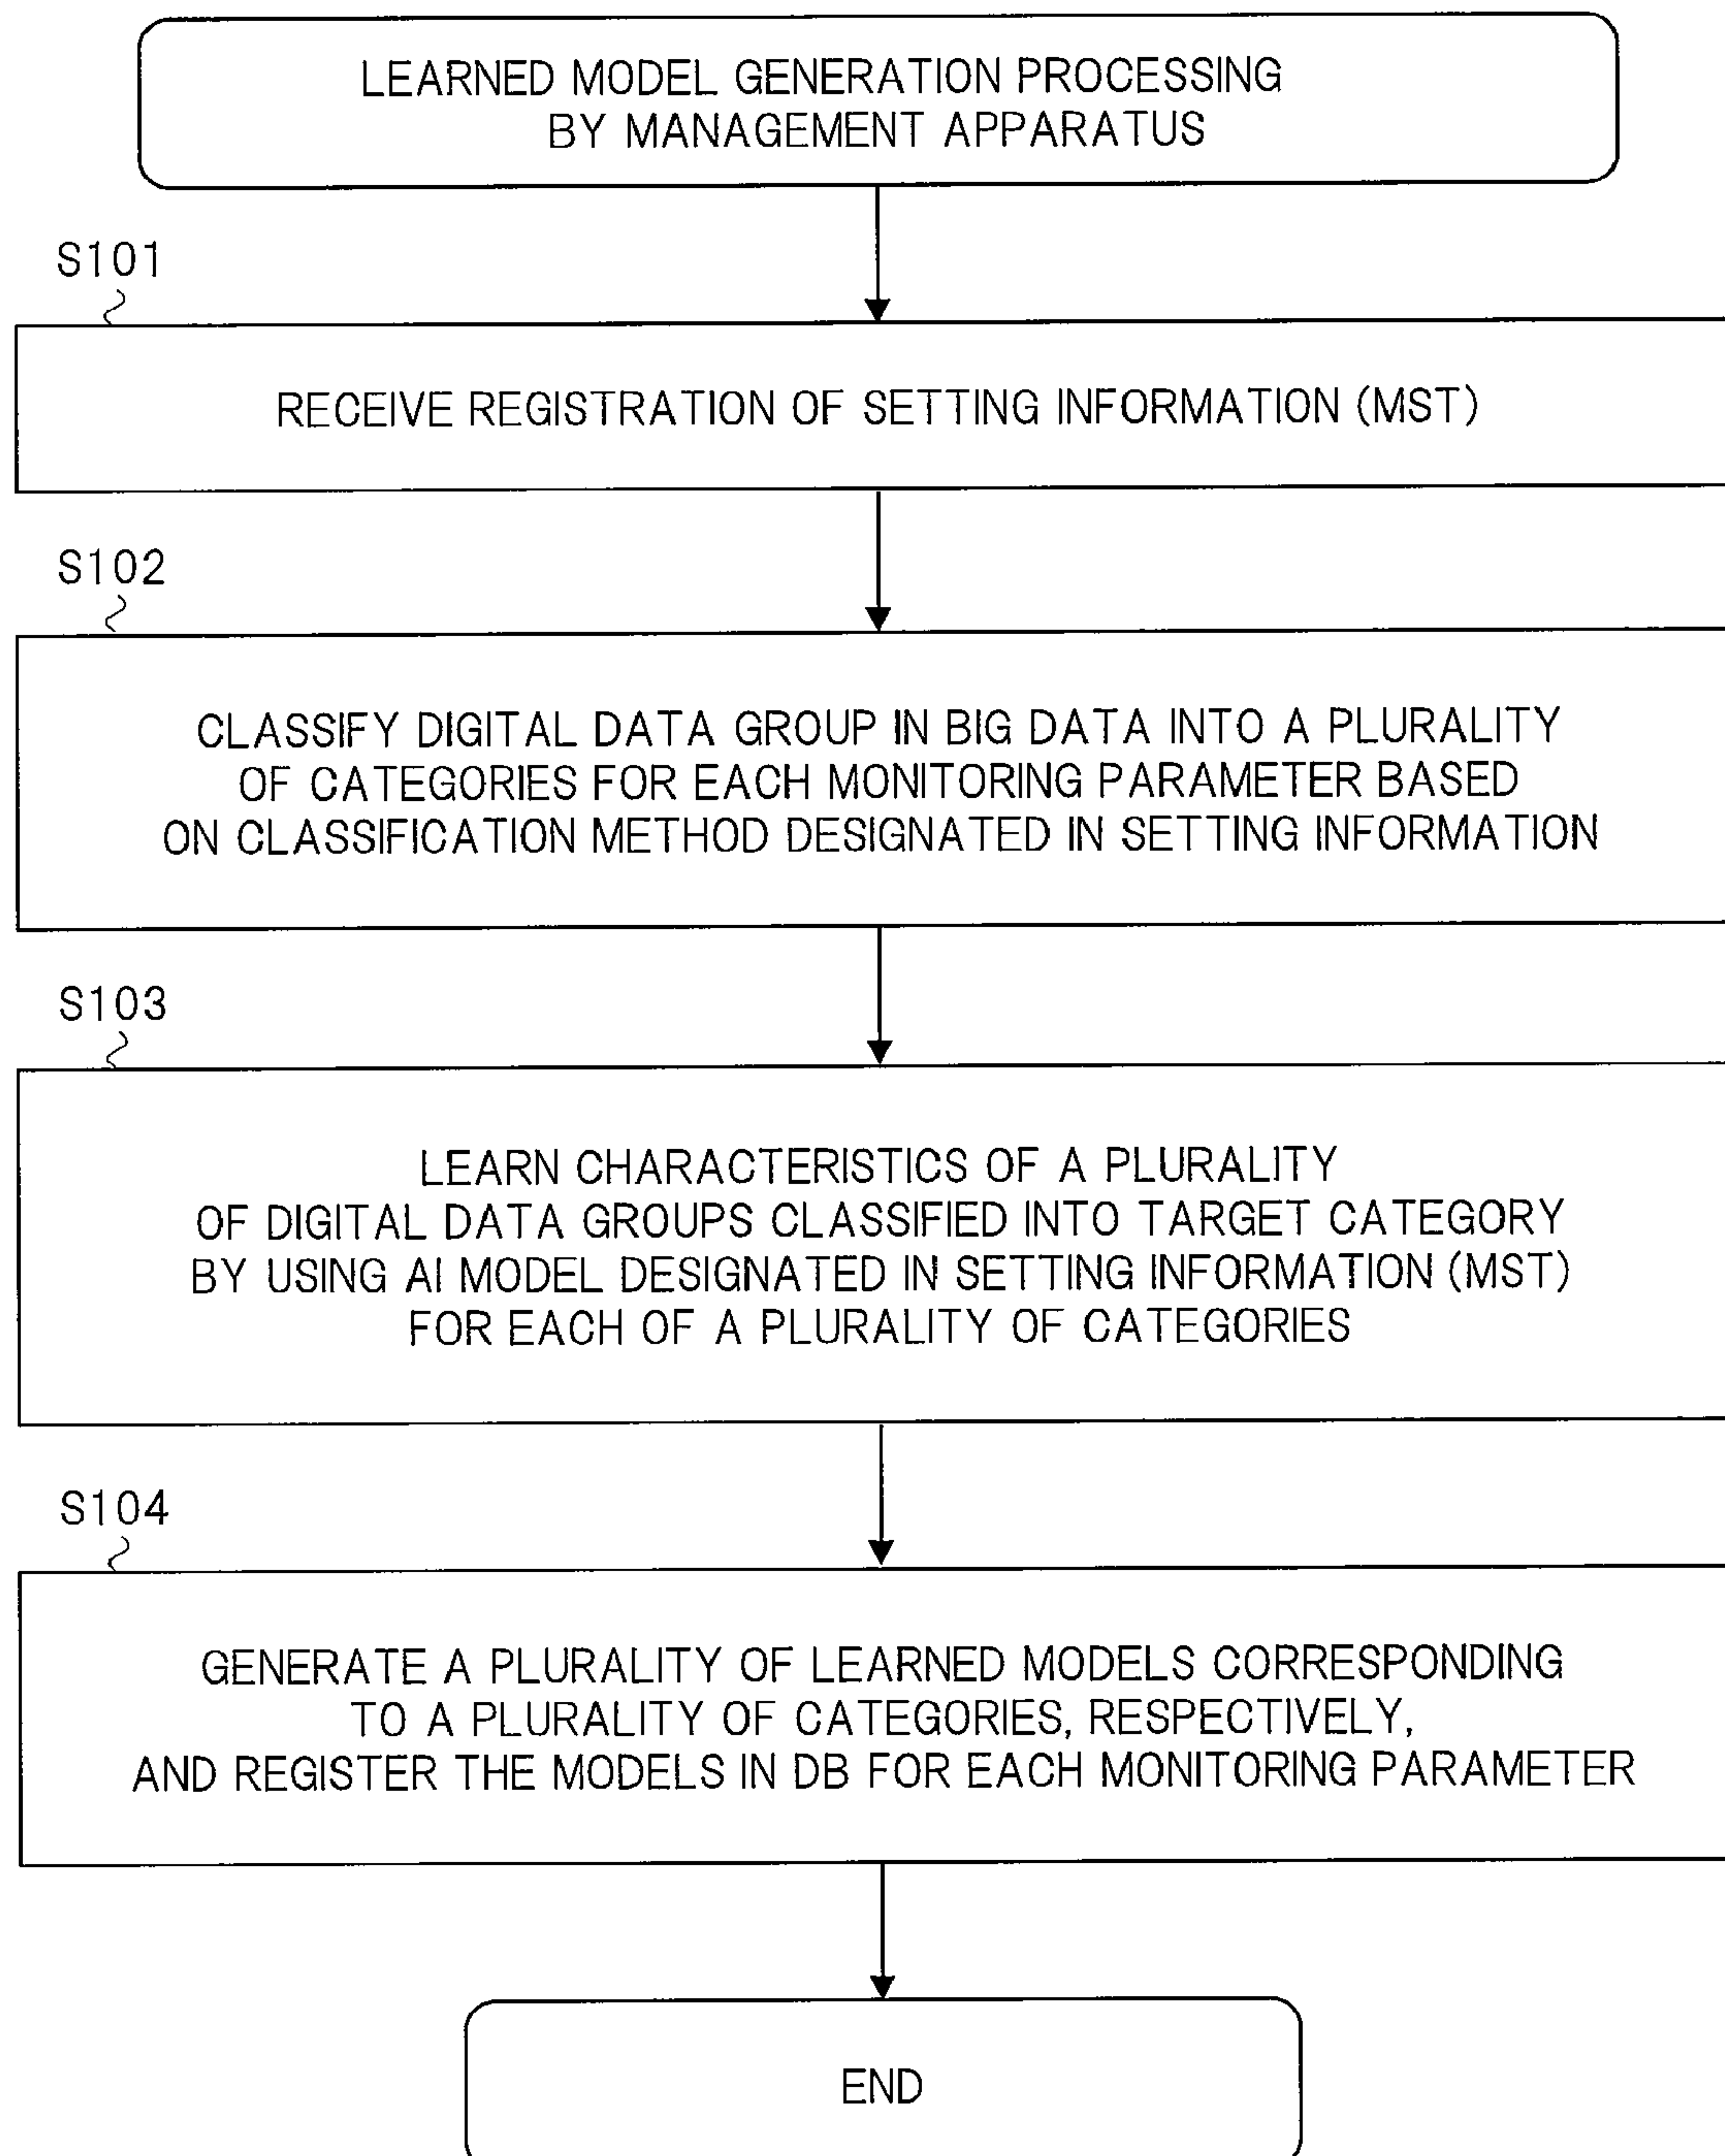 LEARNED MODEL GENERATION PROCESSING
BY MANAGEMENT APPARATUS
S101
RECEIVE REGISTRATION OF SETTING INFORMATION (MST)
S102
CLASSIFY DIGITAL DATA GROUP IN BIG DATA INTO A PLURALITY
OF CATEGORIES FOR EACH MONITORING PARAMETER BASED
ON CLASSIFICATION METHOD DESIGNATED IN SETTING INFORMATION
S103
LEARN CHARACTERISTICS OF A PLURALITY
OF DIGITAL DATA GROUPS CLASSIFIED INTO TARGET CATEGORY
BY USING AI MODEL DESIGNATED IN SETTING INFORMATION (MST)
FOR EACH OF A PLURALITY OF CATEGORIES
S104
GENERATE A PLURALITY OF LEARNED MODELS CORRESPONDING
TO A PLURALITY OF CATEGORIES, RESPECTIVELY,
AND REGISTER THE MODELS IN DB FOR EACH MONITORING PARAMETER
END